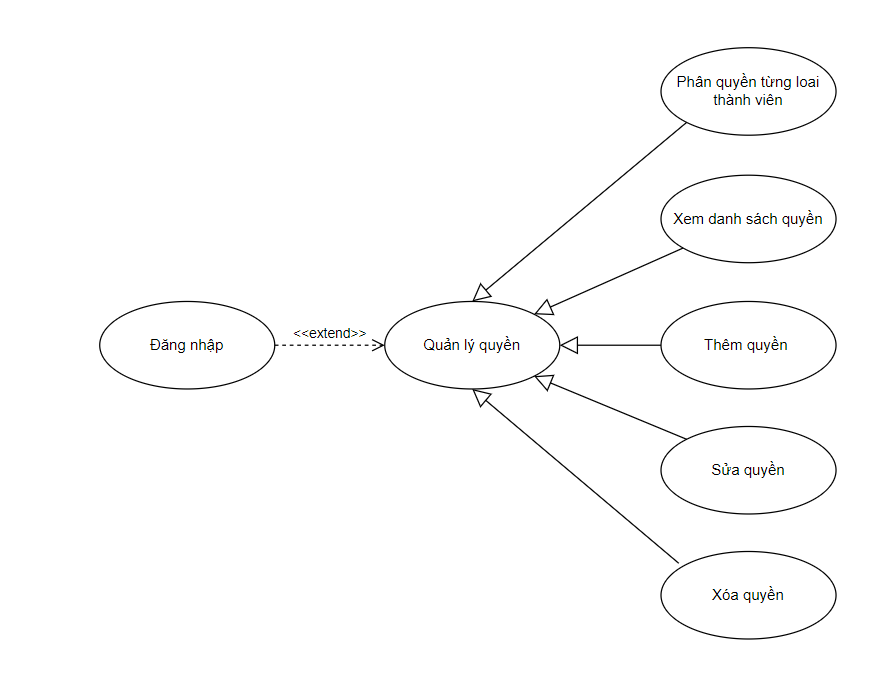 Phân quyền từng loai
thành viên
Xem danh sách quyền
Đăng nhập
<<extend>>
Quản lý quyền
Thêm quyền
Sửa quyền
Xóa quyền